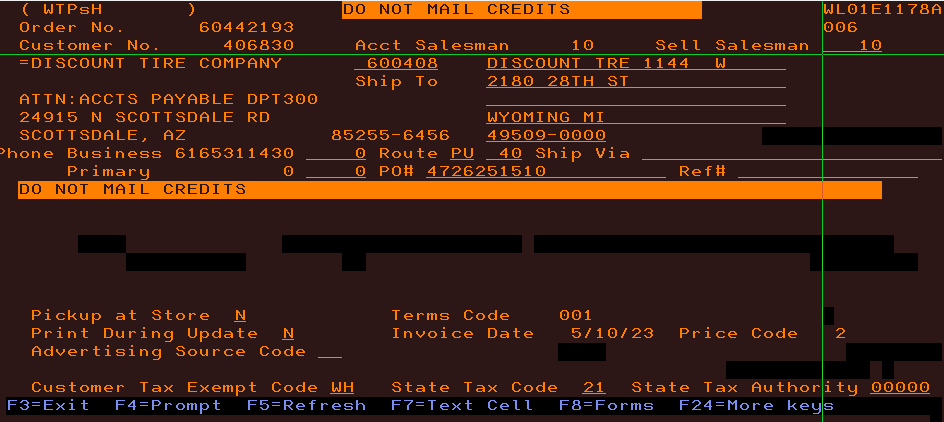 ( WTPsH      )            DO NOT MAIL CREDITS                     WL01E1178A
Order No.      60442193                                           006
Customer No.     406830     Acct Salesman     10     Sell Salesman    10
=DISCOUNT TIRE COMPANY      600408    DISCOUNT TRE 1144  W
Ship To    2180 28TH ST
ATTN:ACCTS PAYABLE DPT300
24915 N SCOTTSDALE RD                 WYOMING MI
SCOTTSDALE, AZ            85255-6456   49509-0000
Phone Business 6165311430     0 Route PU  40 Ship Via
Primary           0     0 PO# 4726251510            Ref#
DO NOT MAIL CREDITS
Pickup at Store  N            Terms Code    001
Print During Update  N        Invoice Date   5/10/23  Price Code   2
Advertising Source Code
Customer Tax Exempt Code WH   State Tax Code  21  State Tax Authority 00000
F3=Exit  F4=Prompt  F5=Refresh  F7=Text Cell  F8=Forms  F24=More keys